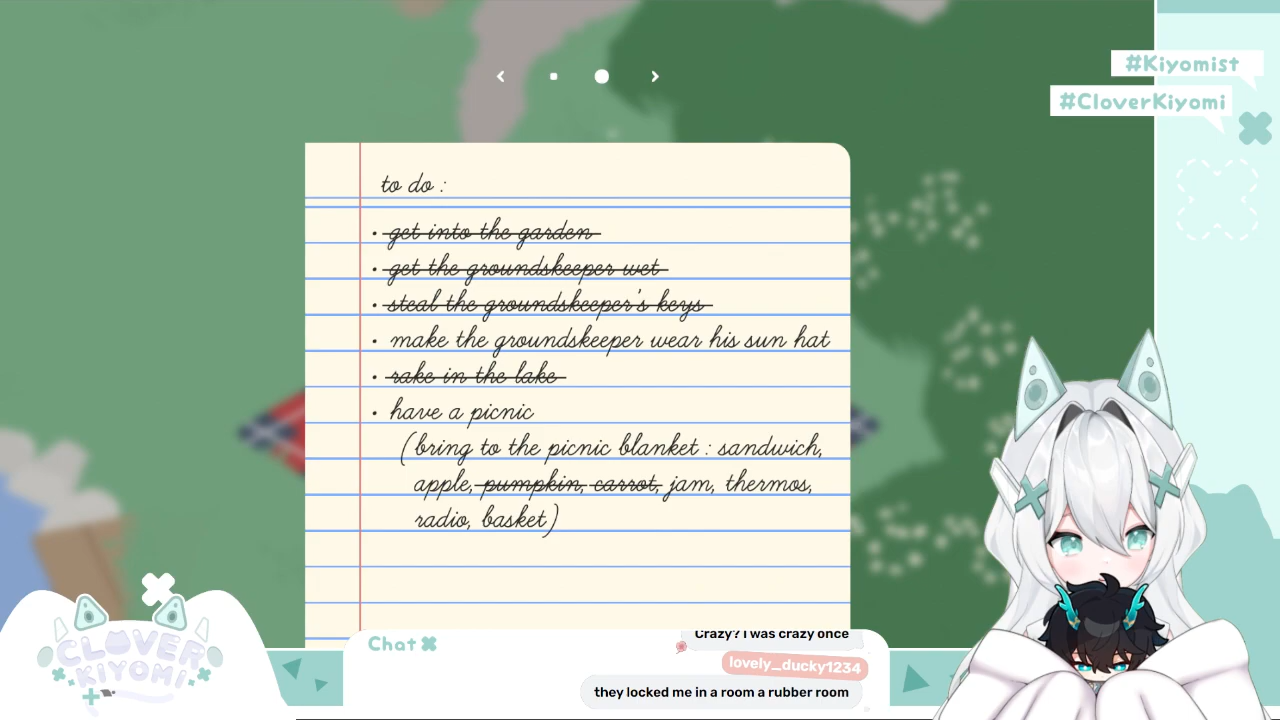 #Kiyomist
#CloverKiyomi
to do :
• get into the garden
• get the groundskeeper wet
• steal the groundskeeper's keys
• make the groundskeeper wear his sun hat
• rake in the lake
• have a picnic
(bring to the picnic blanket : sandwich,
apple, pumpkin, carrot, jam, thermos,
radio, basket)
CLOVER
KIYOMI
Chat
Crazy? I was crazy once
lovely_ducky1234
they locked me in a room a rubber room